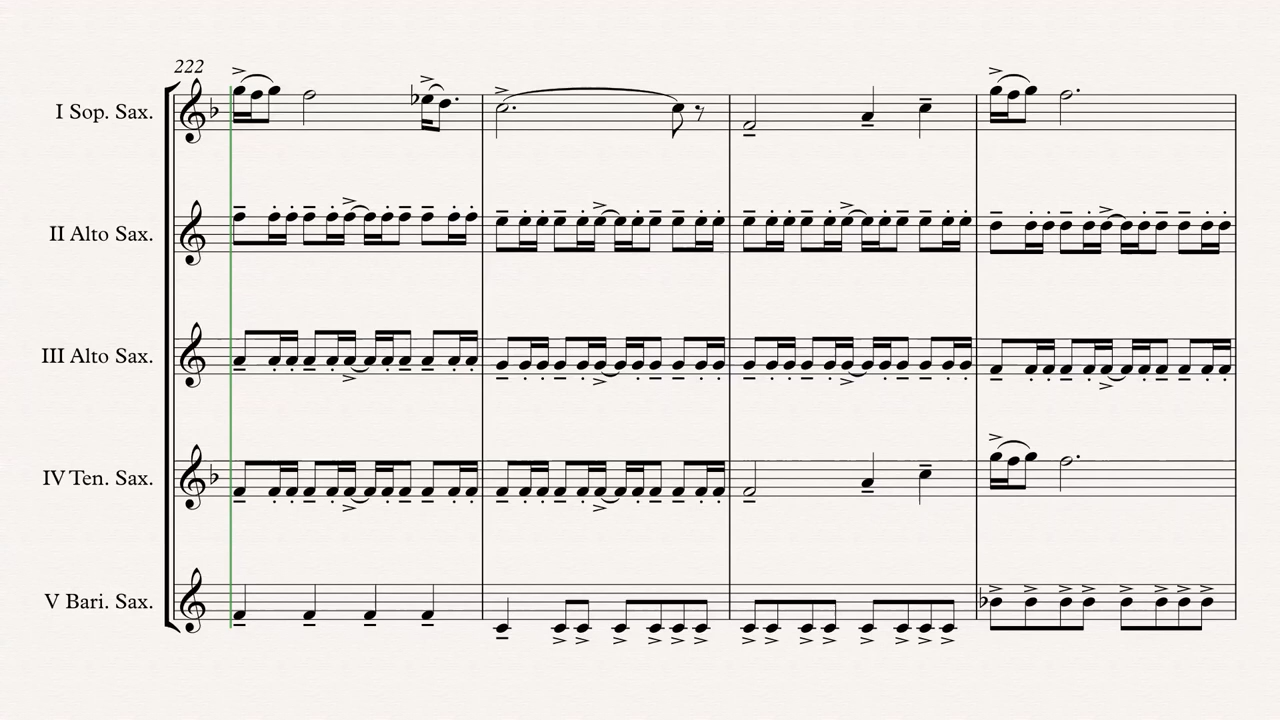 222
I Sop. Sax.
II Alto Sax.
III Alto Sax.
IV Ten. Sax.
V Bari. Sax.